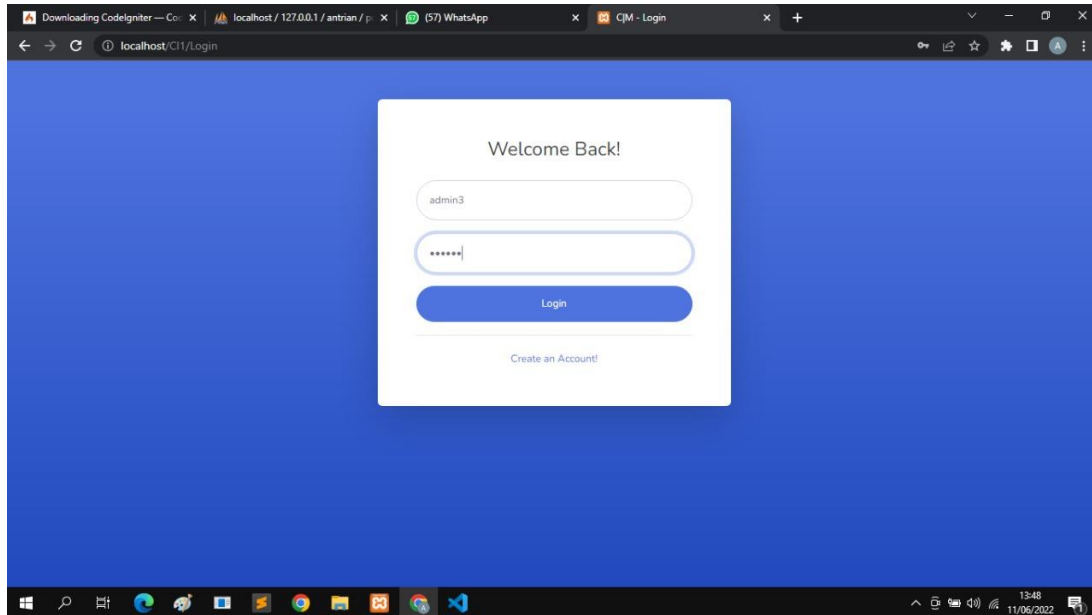 Downloading CodeIgniter — Co
localhost / 127.0.0.1 / antrian / p
(57) WhatsApp
C|M - Login
localhost/CI1/Login
A
Welcome Back!
admin3
••••••
Login
Create an Account!
13:48
11/06/2022